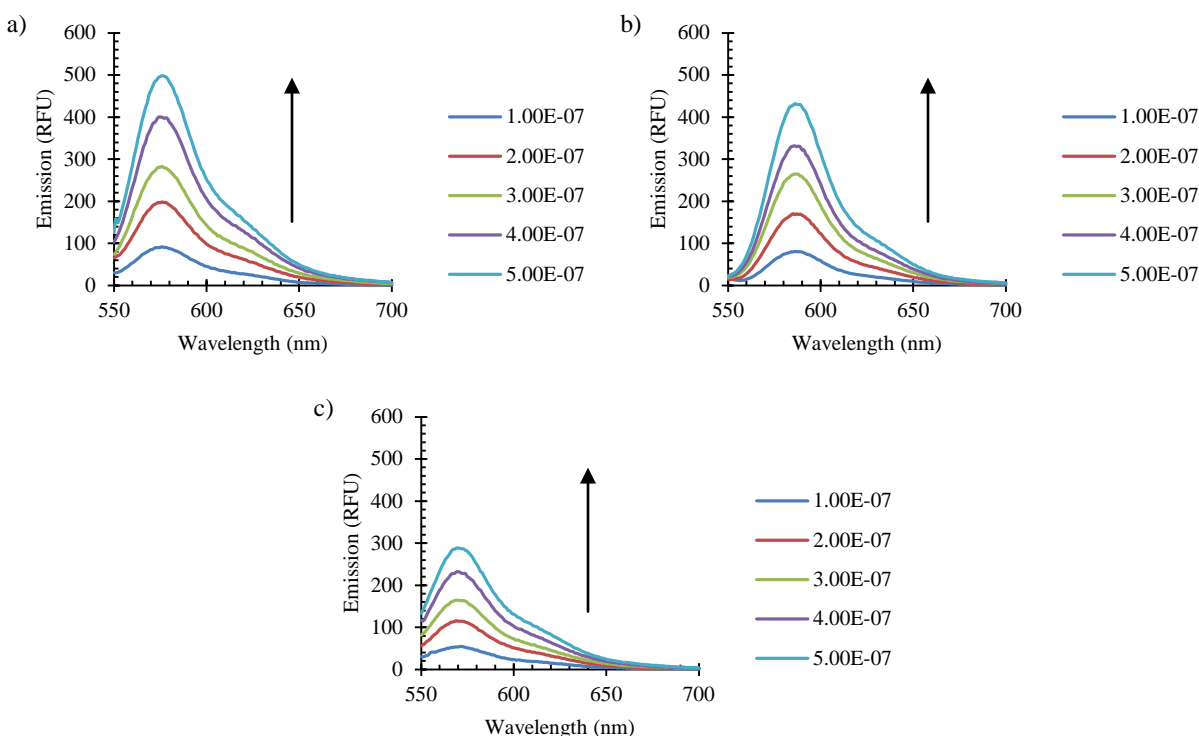 a)
600
500
400
300
200
100
0
Emission (RFU)
550
600
650
700
Wavelength (nm)
1.00E-07
2.00E-07
3.00E-07
4.00E-07
5.00E-07
b)
600
500
400
300
200
100
0
Emission (RFU)
550
600
650
700
Wavelength (nm)
1.00E-07
2.00E-07
3.00E-07
4.00E-07
5.00E-07
c)
600
500
400
300
200
100
0
Emission (RFU)
550
600
650
700
Wavelength (nm)
1.00E-07
2.00E-07
3.00E-07
4.00E-07
5.00E-07